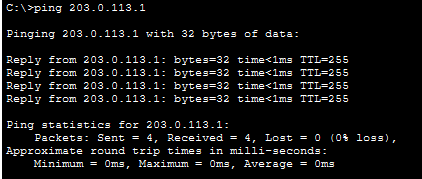 C:\>ping 203.0.113.1
Pinging 203.0.113.1 with 32 bytes of data:
Reply from 203.0.113.1: bytes=32 time<1ms TTL=255
Reply from 203.0.113.1: bytes=32 time<1ms TTL=255
Reply from 203.0.113.1: bytes=32 time<1ms TTL=255
Reply from 203.0.113.1: bytes=32 time<1ms TTL=255
Ping statistics for 203.0.113.1:
    Packets: Sent = 4, Received = 4, Lost = 0 (0% loss),
Approximate round trip times in milli-seconds:
    Minimum = 0ms, Maximum = 0ms, Average = 0ms